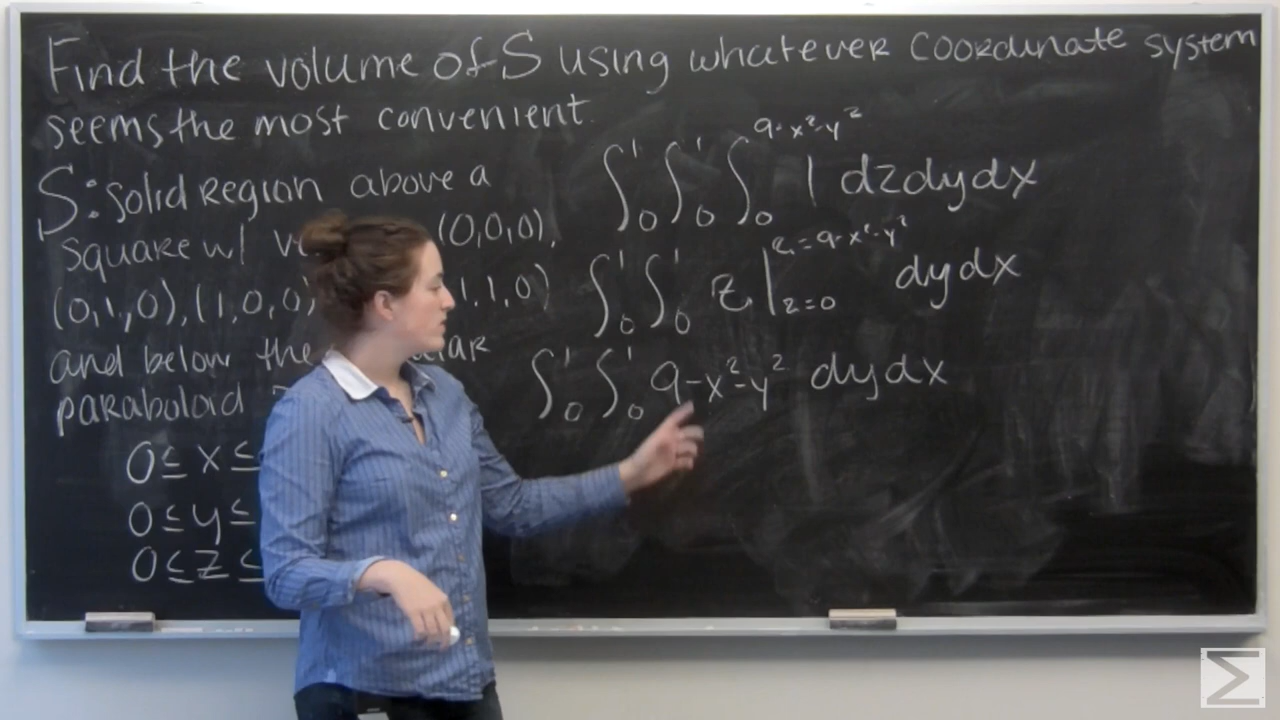 Find the volume of S using whatever coordinate system
seems the most convenient.
S: solid region above a
square w/ (0,0,0),
(0,1,0), (1,0,0) 1,1,0)
and below the
paraboloid
0 ≤ x ≤
0 ≤ y ≤
0 ≤ z ≤
∫₀¹ ∫₀¹ ∫₀^(9-x²-y²) 1 dzdydx
∫₀¹ ∫₀¹ z |_(z=0)^(z=9-x²-y²) dydx
∫₀¹ ∫₀¹ 9-x²-y² dydx
Σ